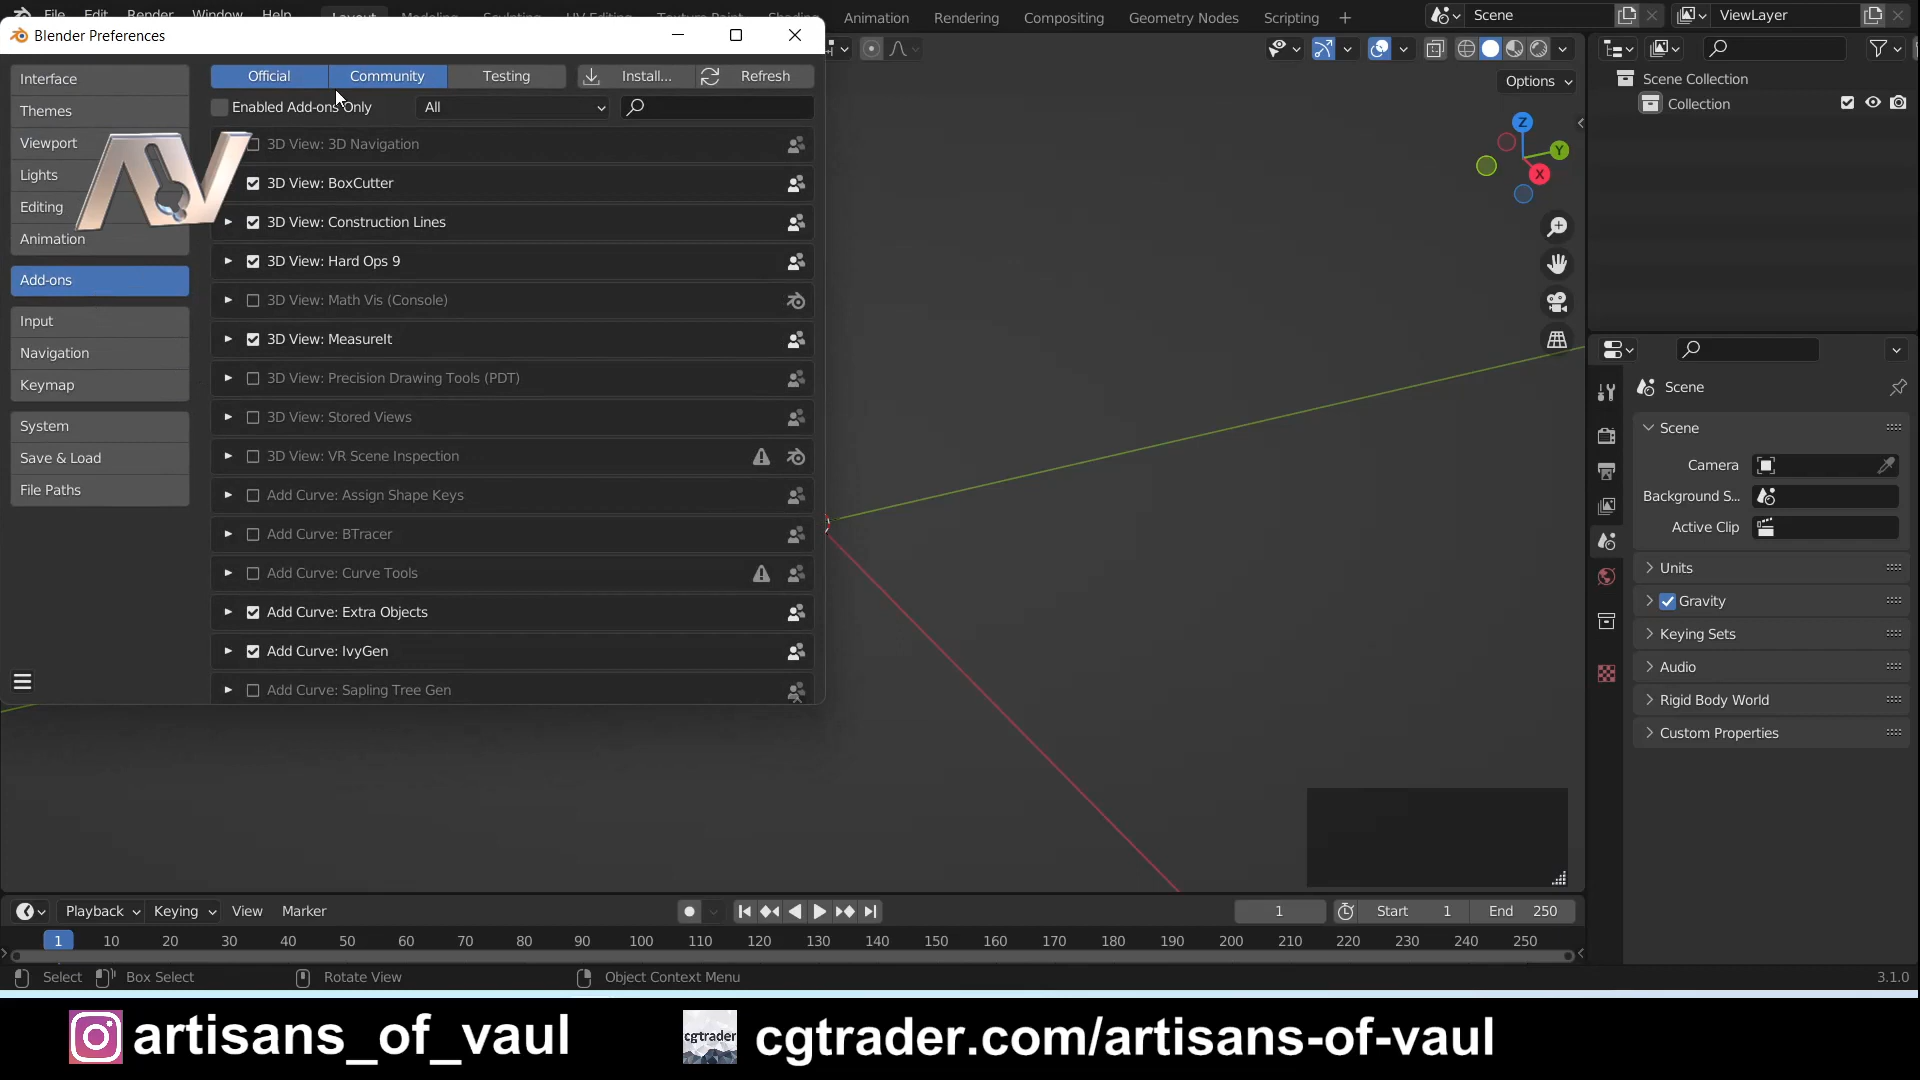 File Edit Render Window Help Layout Modeling Sculpting UV Editing Texture Paint Shading Animation Rendering Compositing Geometry Nodes Scripting +
Scene
ViewLayer
Blender Preferences
Options
Interface
Themes
Viewport
Lights
Editing
Animation
Add-ons
Input
Navigation
Keymap
System
Save & Load
File Paths
Official Community Testing Install... Refresh
Enabled Add-ons Only All
3D View: 3D Navigation
3D View: BoxCutter
3D View: Construction Lines
3D View: Hard Ops 9
3D View: Math Vis (Console)
3D View: MeasureIt
3D View: Precision Drawing Tools (PDT)
3D View: Stored Views
3D View: VR Scene Inspection
Add Curve: Assign Shape Keys
Add Curve: BTracer
Add Curve: Curve Tools
Add Curve: Extra Objects
Add Curve: IvyGen
Add Curve: Sapling Tree Gen
AV
Z
Y
X
Scene Collection
Collection
Scene
Scene
Camera
Background S...
Active Clip
Units
Gravity
Keying Sets
Audio
Rigid Body World
Custom Properties
Playback Keying View Marker 1 Start 1 End 250
1 10 20 30 40 50 60 70 80 90 100 110 120 130 140 150 160 170 180 190 200 210 220 230 240 250
Select Box Select Rotate View Object Context Menu 3.1.0
artisans_of_vaul
cgtrader
cgtrader.com/artisans-of-vaul